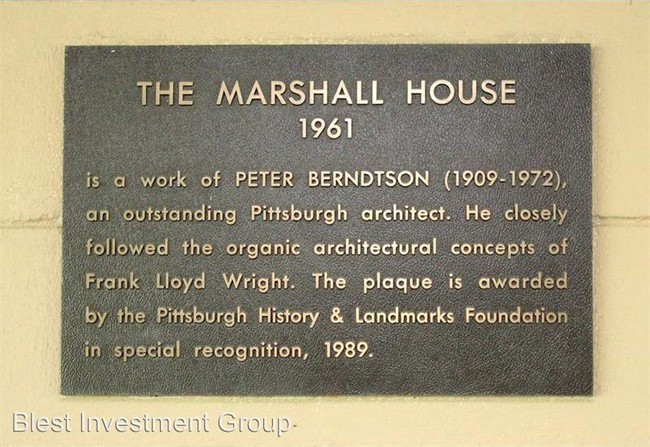 THE MARSHALL HOUSE
1961
is a work of PETER BERNDTSON (1909-1972),
an outstanding Pittsburgh architect. He closely
followed the organic architectural concepts of
Frank Lloyd Wright. The plaque is awarded
by the Pittsburgh History & Landmarks Foundation
in special recognition, 1989.
Blest Investment Group